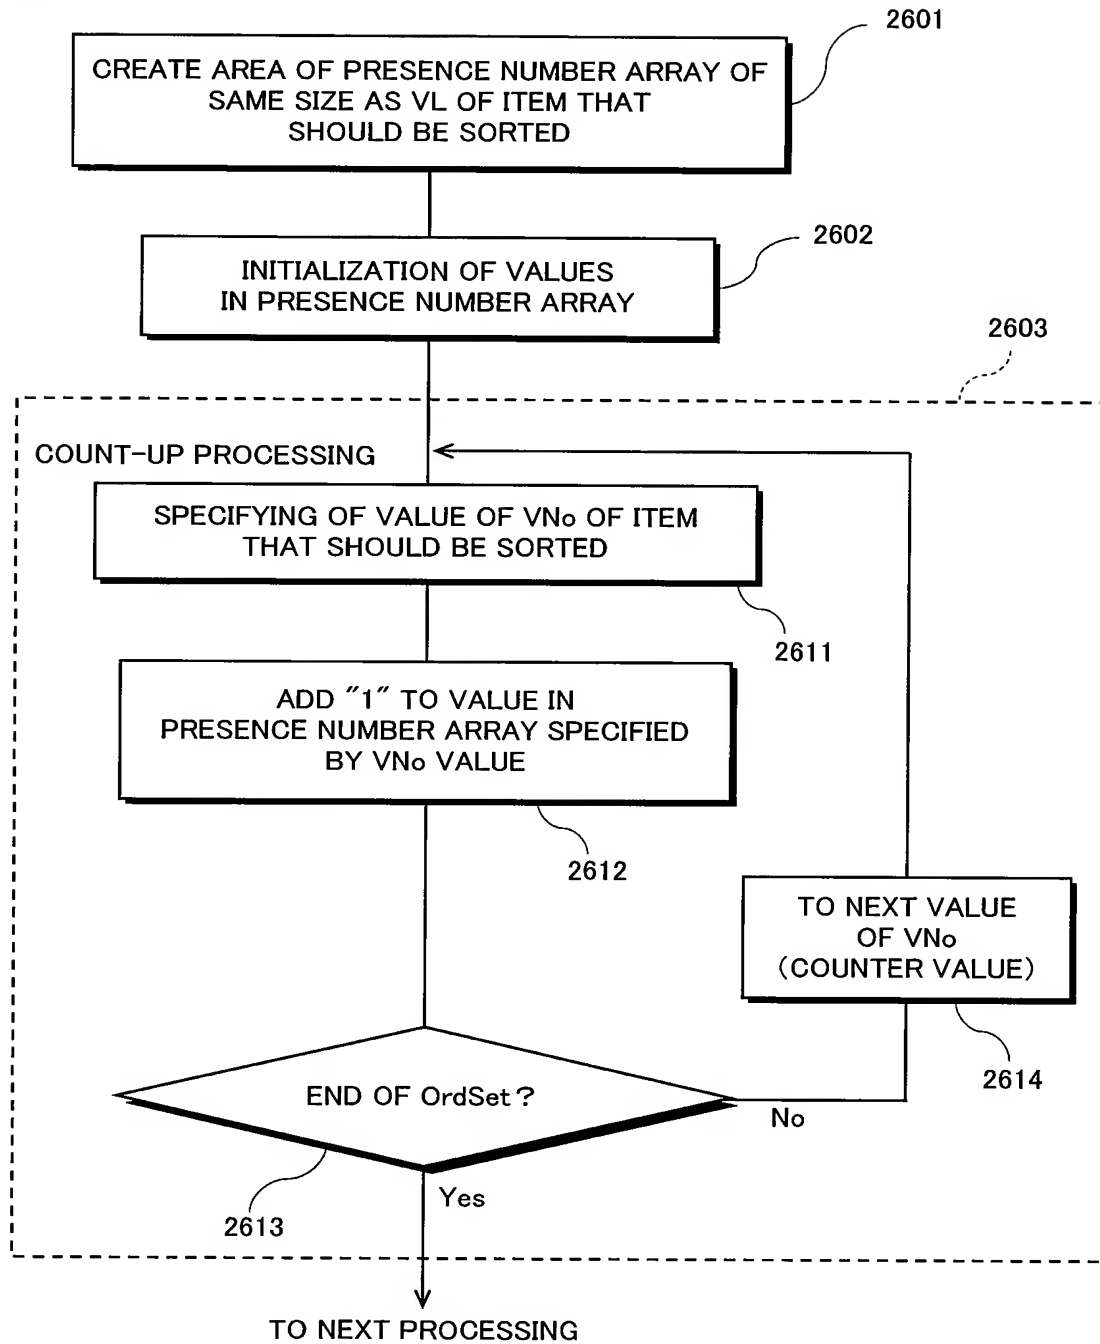 2601
CREATE AREA OF PRESENCE NUMBER ARRAY OF
SAME SIZE AS VL OF ITEM THAT
SHOULD BE SORTED
2602
INITIALIZATION OF VALUES
IN PRESENCE NUMBER ARRAY
2603
COUNT-UP PROCESSING
SPECIFYING OF VALUE OF VNo OF ITEM
THAT SHOULD BE SORTED
2611
ADD "1" TO VALUE IN
PRESENCE NUMBER ARRAY SPECIFIED
BY VNo VALUE
2612
TO NEXT VALUE
OF VNo
(COUNTER VALUE)
2614
END OF OrdSet?
No
Yes
2613
TO NEXT PROCESSING